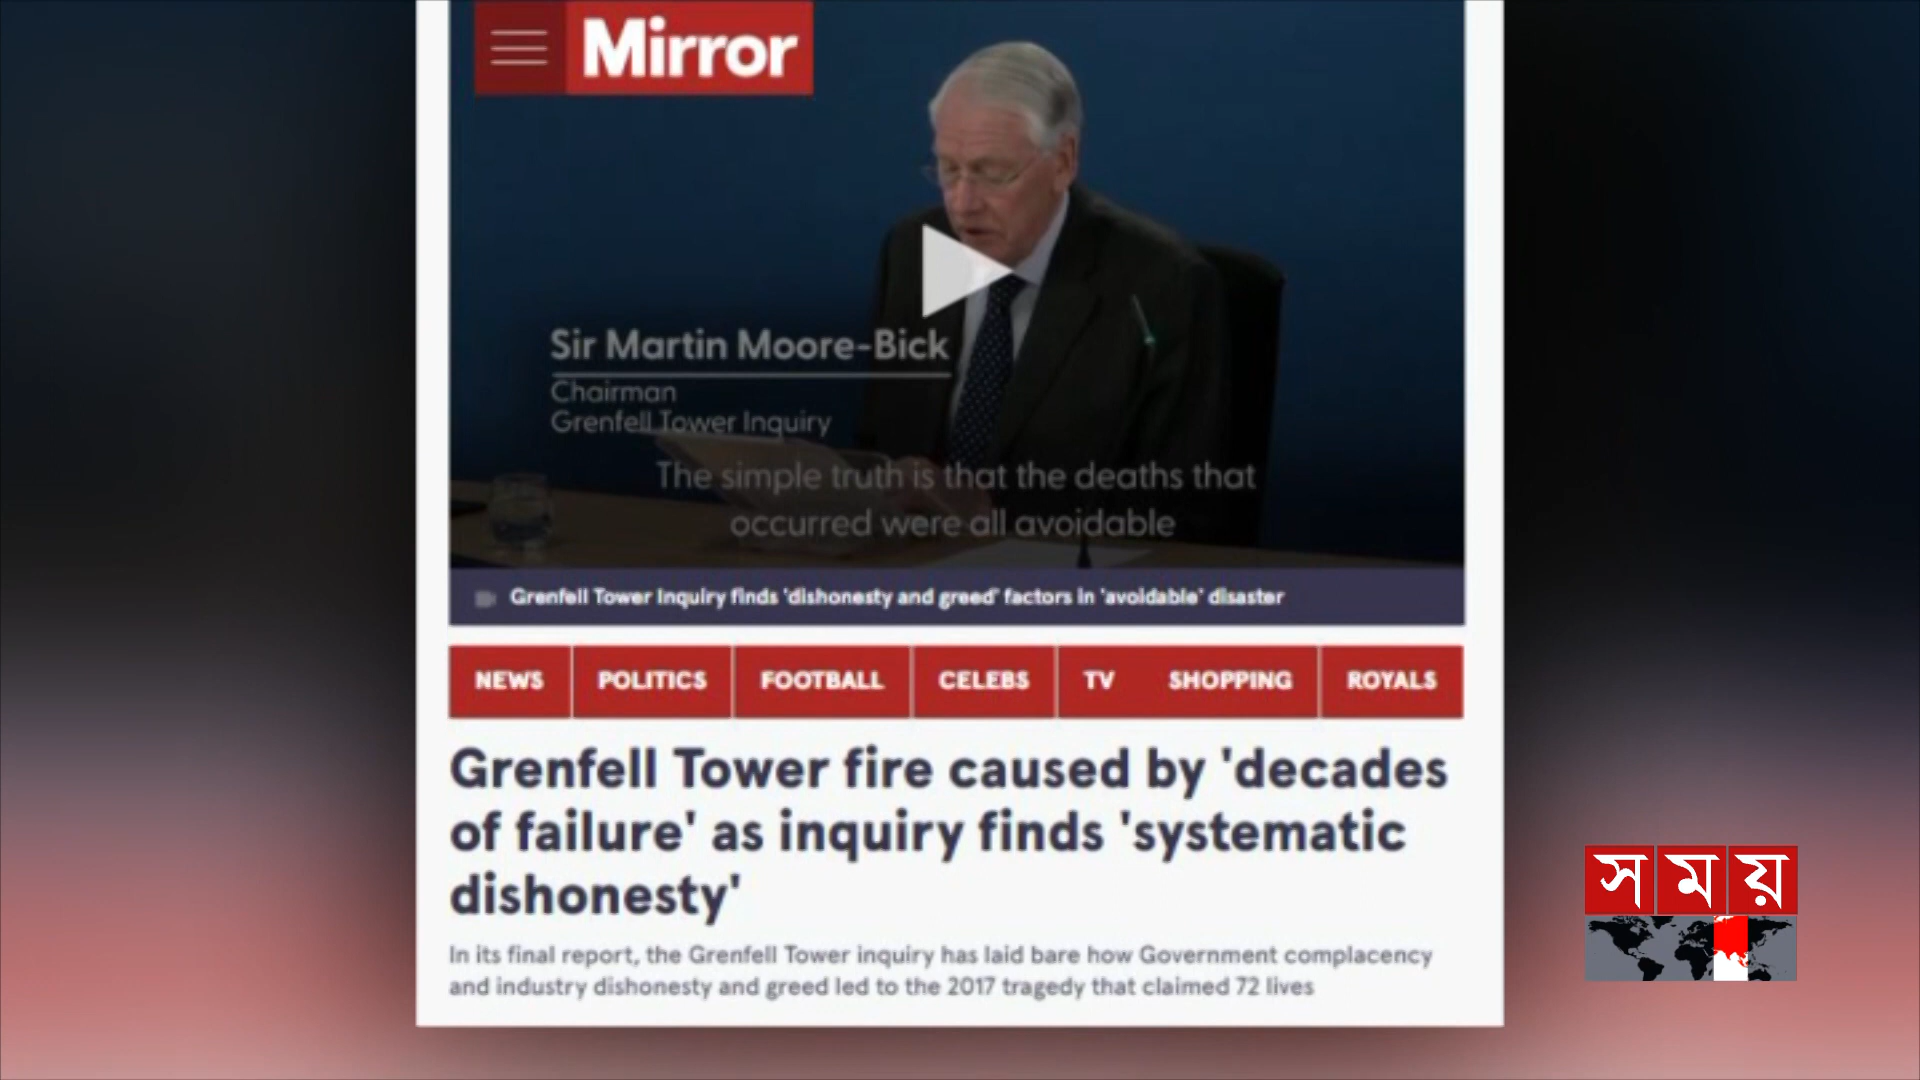 Mirror
Sir Martin Moore-Bick
Chairman
Grenfell Tower Inquiry
The simple truth is that the deaths that
occurred were all avoidable
Grenfell Tower Inquiry finds 'dishonesty and greed' factors in 'avoidable' disaster
NEWS POLITICS FOOTBALL CELEBS TV SHOPPING ROYALS
Grenfell Tower fire caused by 'decades
of failure' as inquiry finds 'systematic
dishonesty'
In its final report, the Grenfell Tower inquiry has laid bare how Government complacency
and industry dishonesty and greed led to the 2017 tragedy that claimed 72 lives
সময়